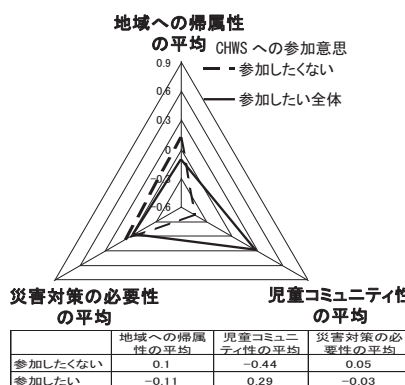 地域への帰属性
の平均
CHWS への参加意思
参加したくない
参加したい全体
0.9
0.6
0.3
0
-0.3
-0.6
災害対策の必要性
の平均
児童コミュニティ性
の平均
地域への帰属 児童コミュニ 災害対策の必
性の平均 ティ性の平均 要性の平均
参加したくない 0.1 -0.44 0.05
参加したい -0.11 0.29 -0.03